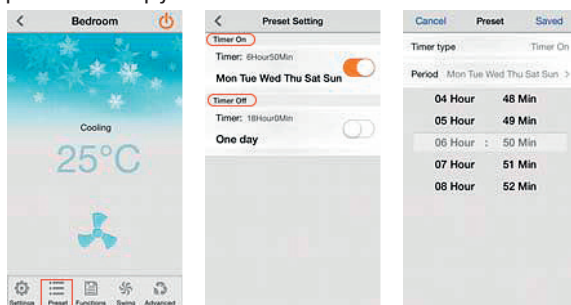 Bedroom
Cooling
25°C
Settings Preset Functions Swing Advanced
Preset Setting
Timer On
Timer: 6Hour50Min
Mon Tue Wed Thu Sat Sun
Timer Off
Timer: 18Hour0Min
One day
Cancel Preset Saved
Timer type Timer On
Period Mon Tue Wed Thu Sat Sun >
04 Hour 48 Min
05 Hour 49 Min
06 Hour : 50 Min
07 Hour 51 Min
08 Hour 52 Min